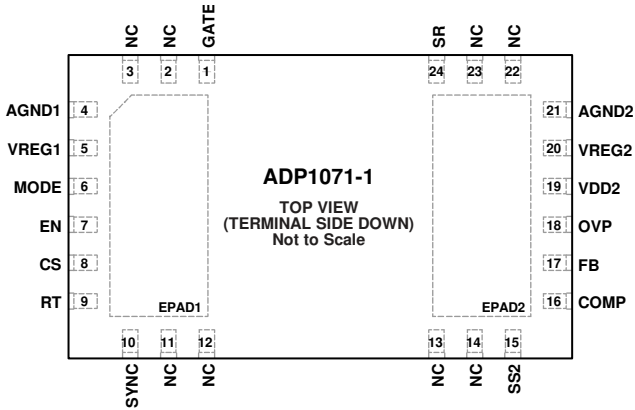 NC
NC
GATE
SR
NC
NC
3
2
1
24
23
22
AGND1
4
21
AGND2
VREG1
5
20
VREG2
MODE
6
19
VDD2
EN
7
18
OVP
CS
8
17
FB
RT
9
16
COMP
ADP1071-1
TOP VIEW
(TERMINAL SIDE DOWN)
Not to Scale
EPAD1
EPAD2
10
11
12
13
14
15
SYNC
NC
NC
NC
NC
SS2